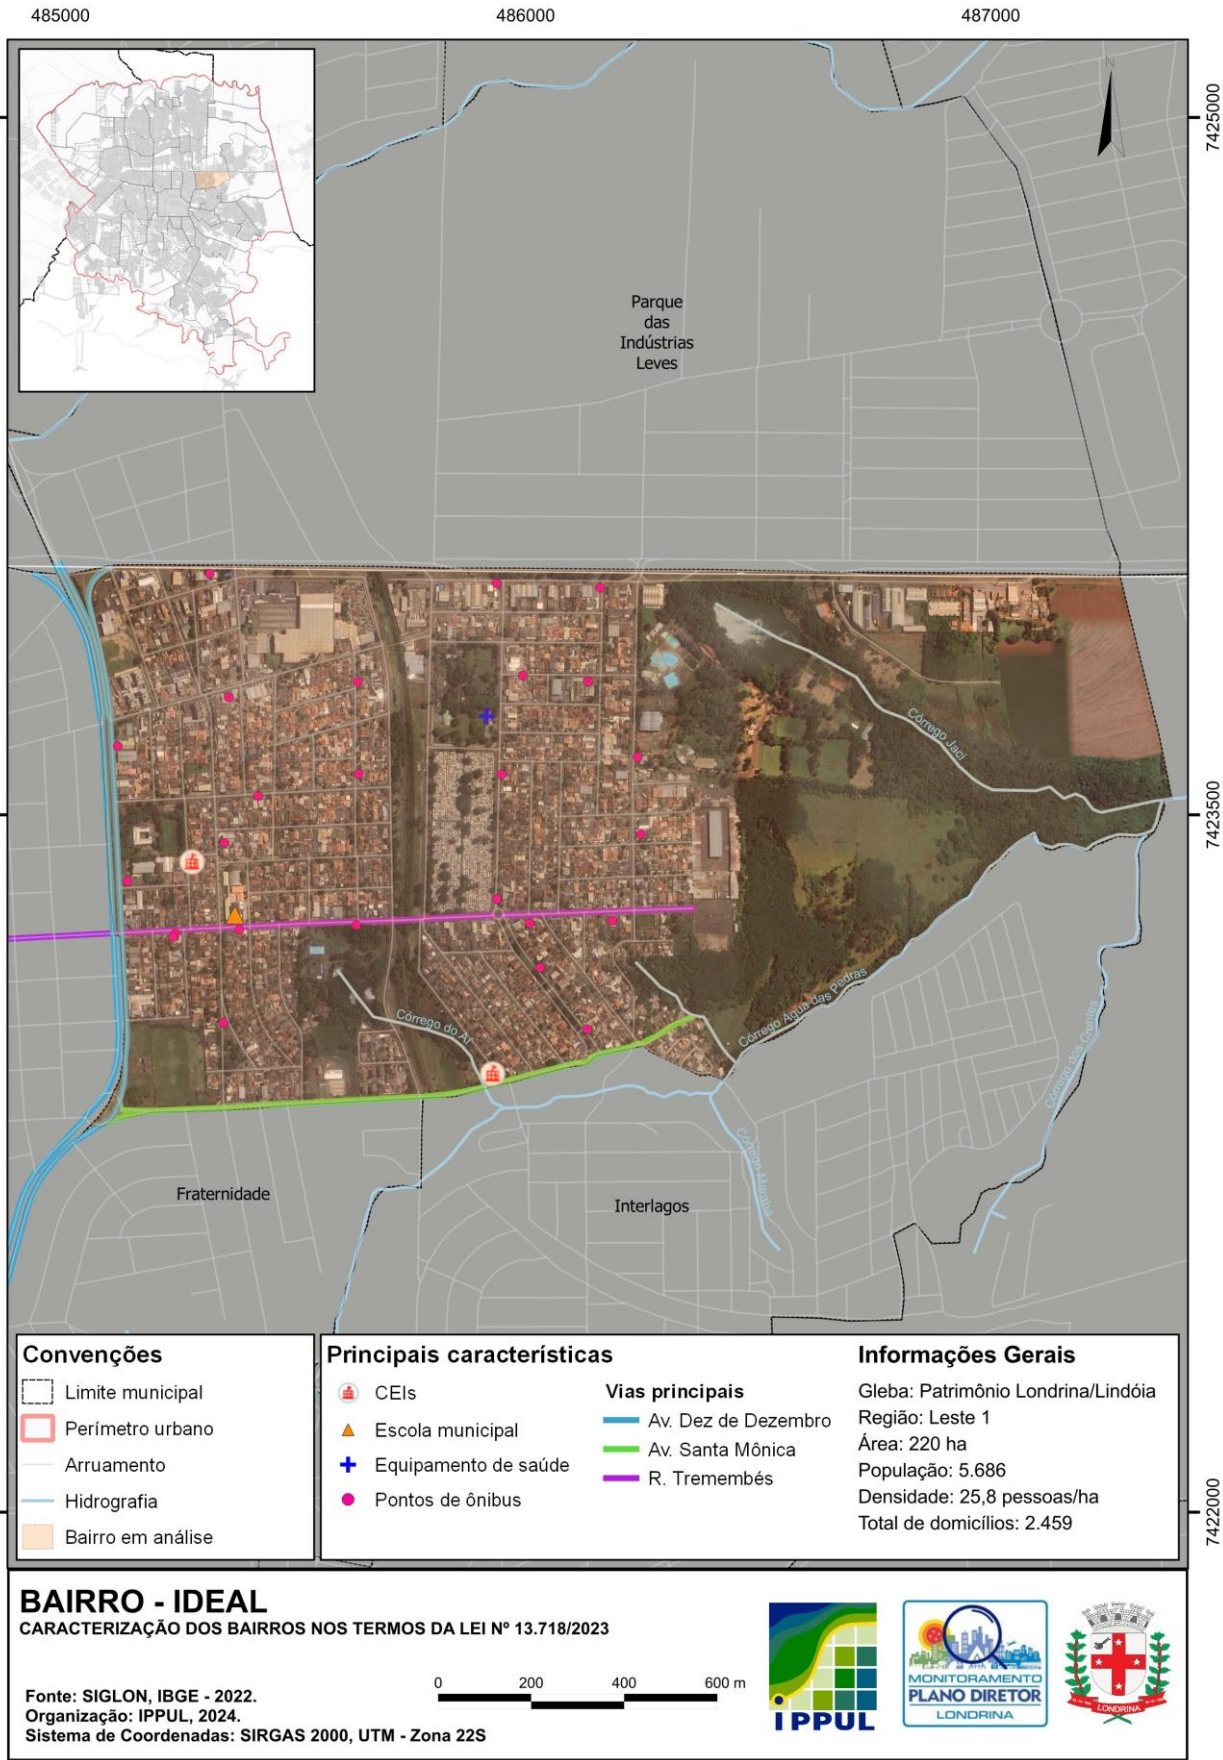 485000
486000
487000
N
7425000
Parque
das
Indústrias
Leves
Córrego Jaci
7423500
Córrego do Aí
Córrego Água das Pedras
Córrego dos Crentes
Córrego Marabá
Fraternidade
Interlagos
7422000
Convenções
Limite municipal
Perímetro urbano
Arruamento
Hidrografia
Bairro em análise
Principais características
CEIs
Escola municipal
Equipamento de saúde
Pontos de ônibus
Vias principais
Av. Dez de Dezembro
Av. Santa Mônica
R. Tremembés
Informações Gerais
Gleba: Patrimônio Londrina/Lindóia
Região: Leste 1
Área: 220 ha
População: 5.686
Densidade: 25,8 pessoas/ha
Total de domicílios: 2.459
BAIRRO - IDEAL
CARACTERIZAÇÃO DOS BAIRROS NOS TERMOS DA LEI Nº 13.718/2023
Fonte: SIGLON, IBGE - 2022.
Organização: IPPUL, 2024.
Sistema de Coordenadas: SIRGAS 2000, UTM - Zona 22S
0 200 400 600 m
IPPUL
MONITORAMENTO
PLANO DIRETOR
LONDRINA
LONDRINA